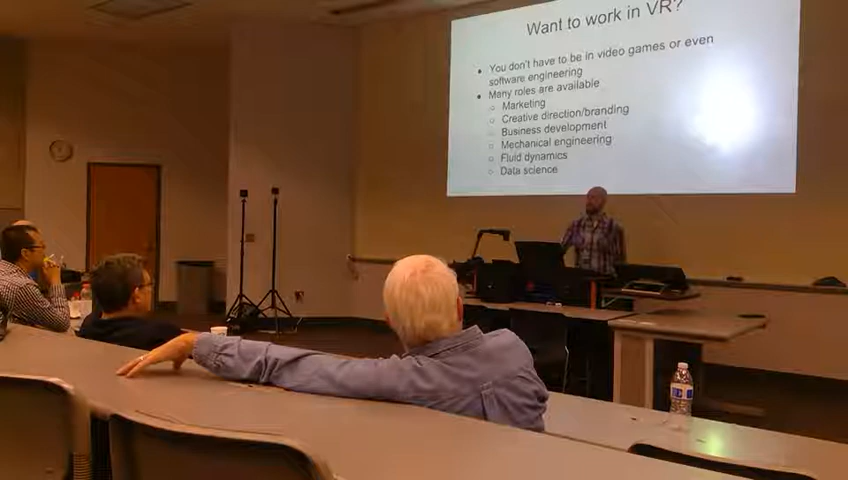 Want to work in VR?
You don't have to be in video games or even
software engineering
Many roles are available
Marketing
Creative direction/branding
Business development
Mechanical engineering
Fluid dynamics
Data science